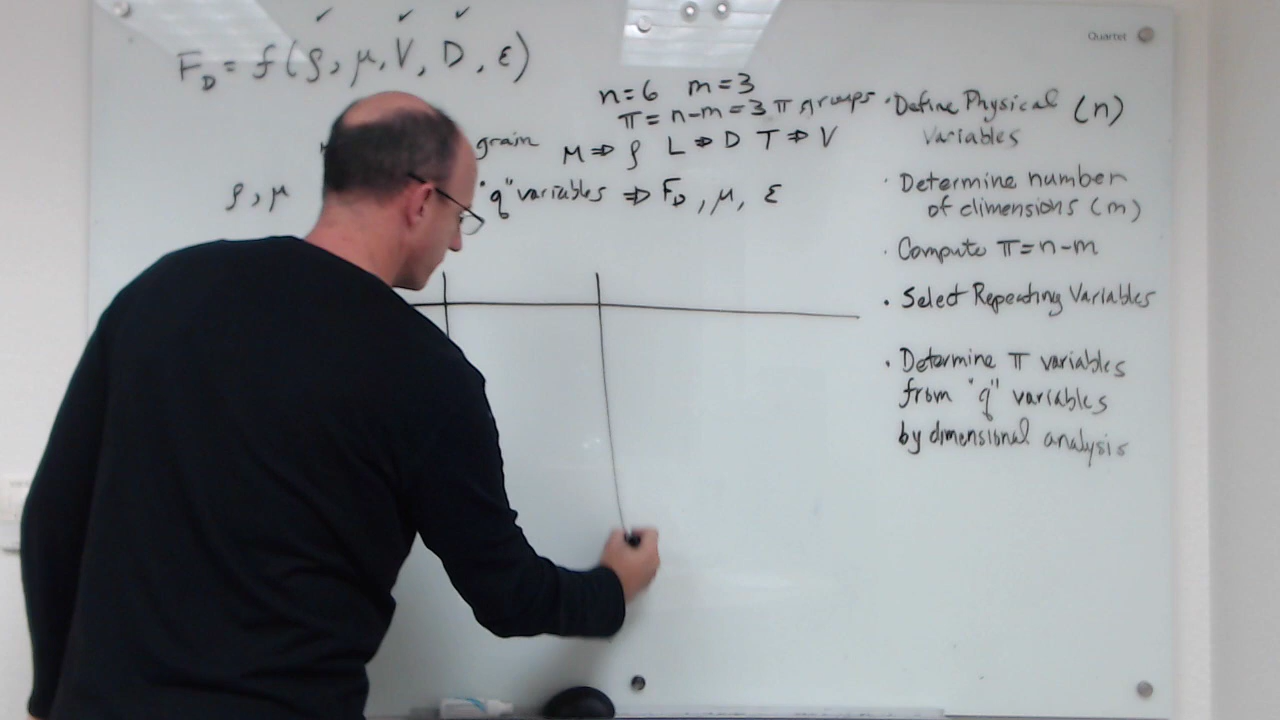 Quartet
F_D = f(ρ, μ, V, D, ε)
n=6 m=3
π = n-m = 3 π groups
grain M ⇒ ρ L ⇒ D T ⇒ V
ρ, μ "q" variables ⇒ F_D, μ, ε
· Define Physical (n)
Variables
· Determine number
of dimensions (m)
· Compute π = n-m
· Select Repeating Variables
· Determine π variables
from "q" variables
by dimensional analysis